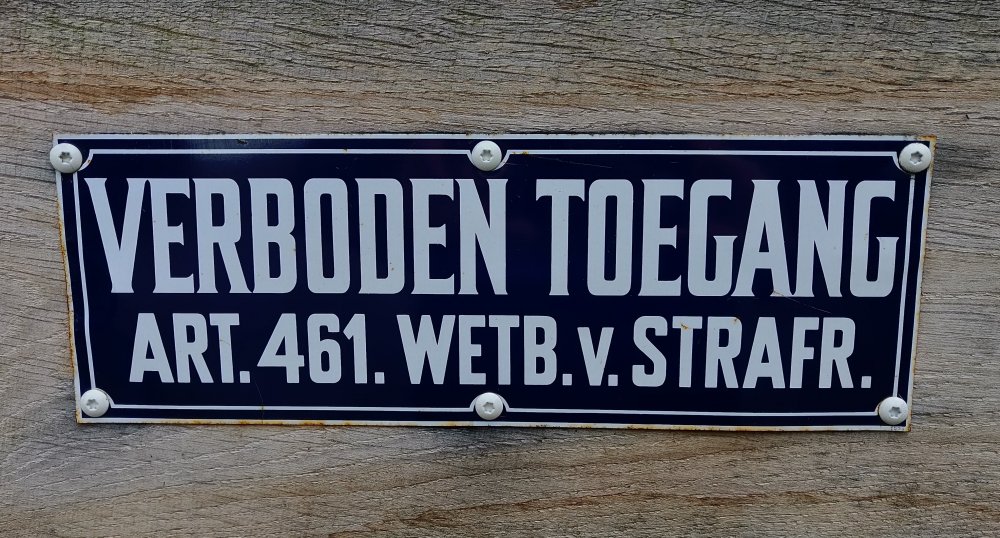 VERBODEN TOEGANG
ART. 461. WETB. v. STRAFR.